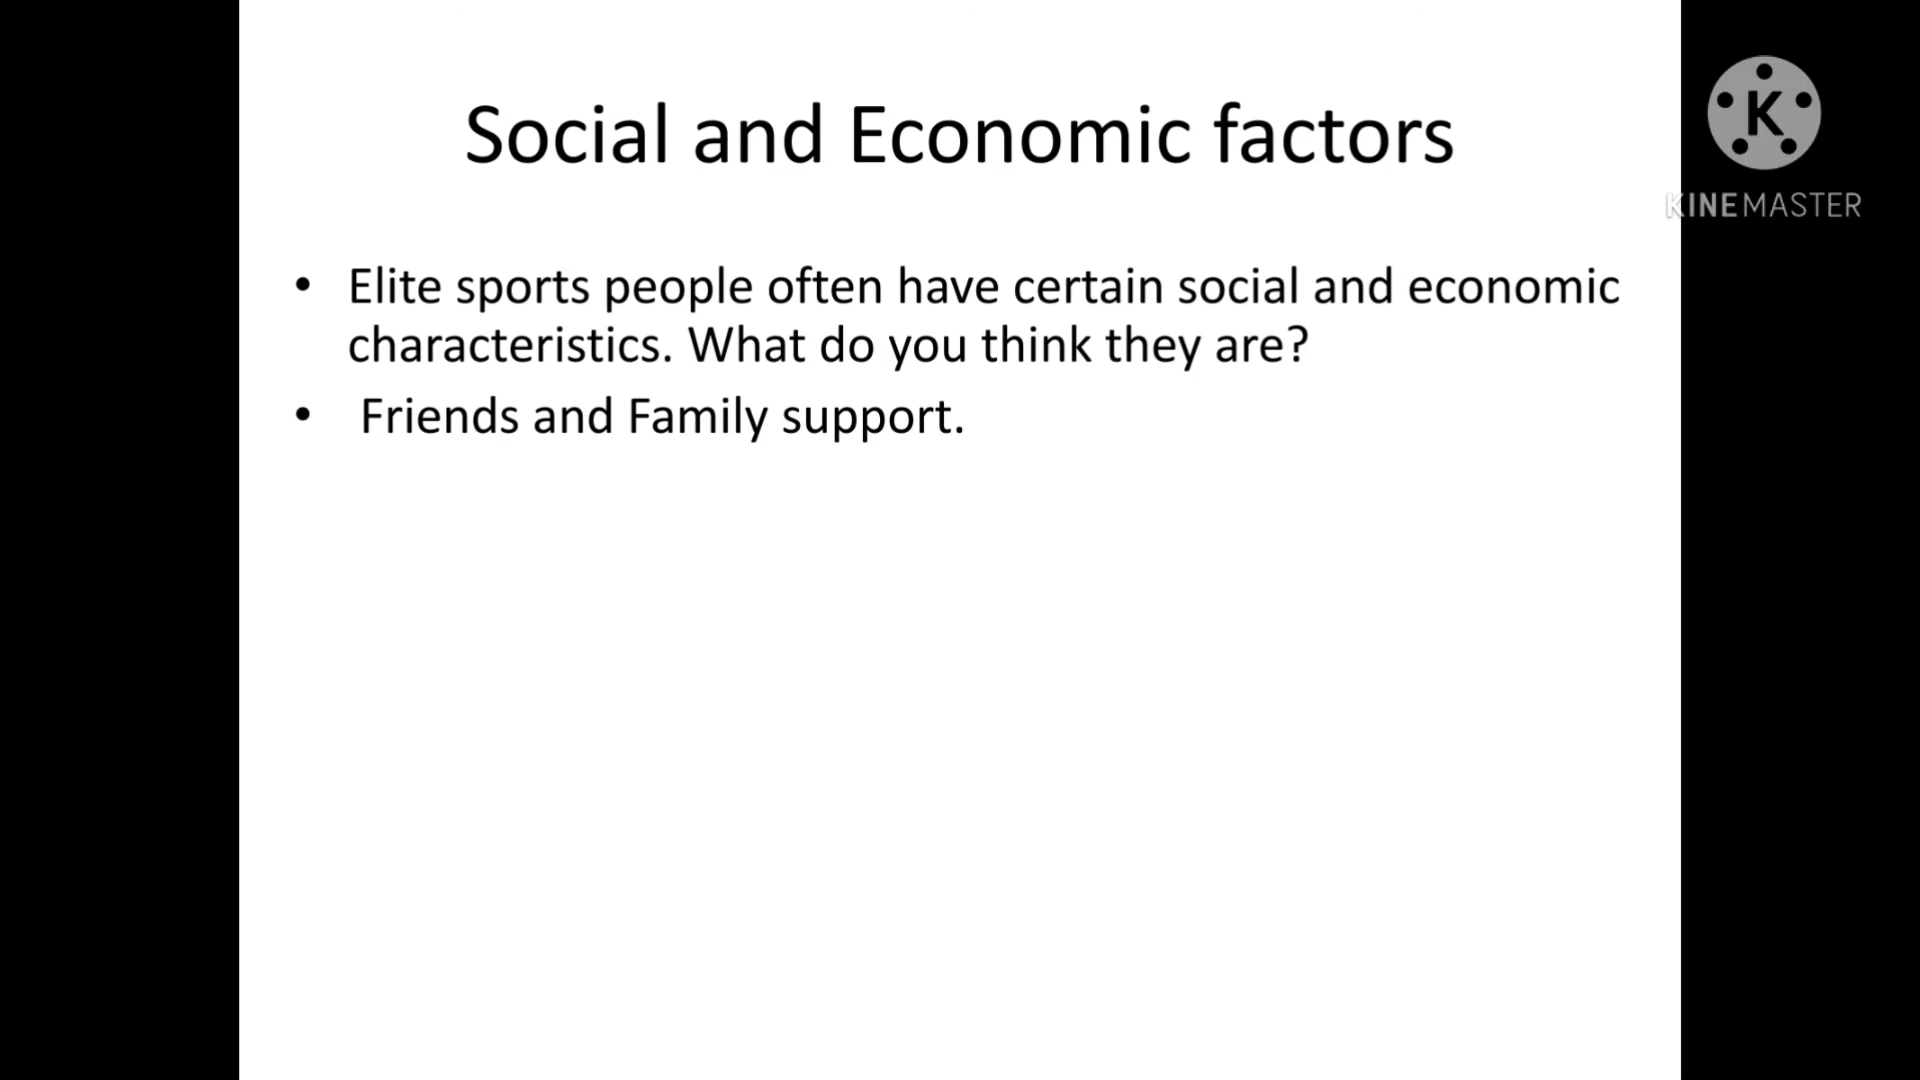 Social and Economic factors
K
KINEMASTER
• Elite sports people often have certain social and economic
characteristics. What do you think they are?
• Friends and Family support.